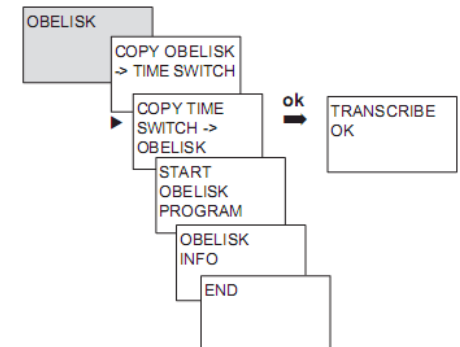 OBELISK
COPY OBELISK
-> TIME SWITCH
COPY TIME
SWITCH ->
OBELISK
ok
TRANSCRIBE
OK
START
OBELISK
PROGRAM
OBELISK
INFO
END